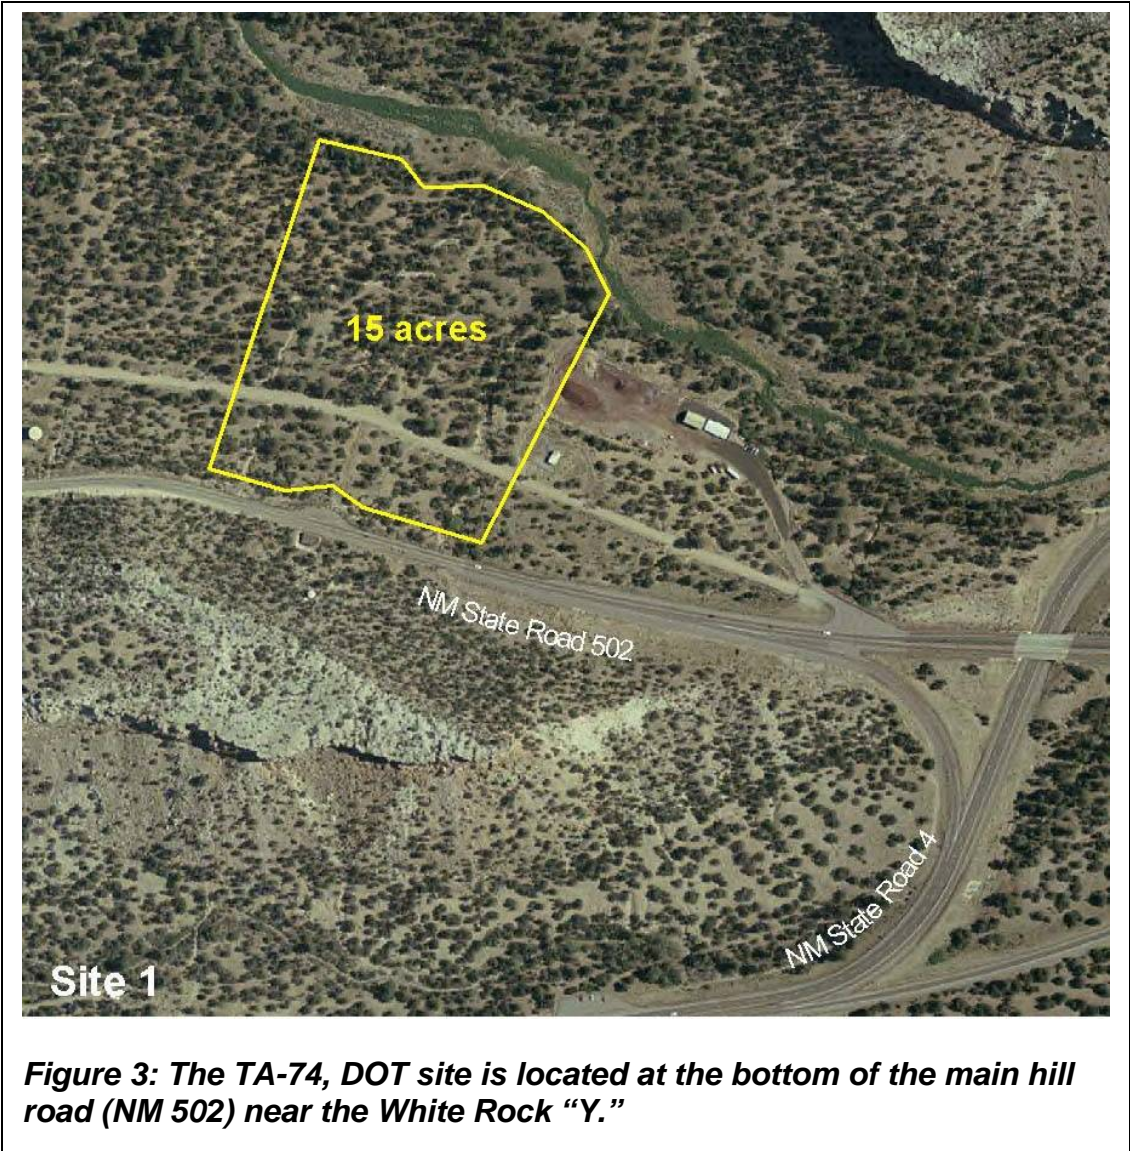 15 acres
NM State Road 502
NM State Road 4
Site 1
Figure 3: The TA-74, DOT site is located at the bottom of the main hill
road (NM 502) near the White Rock “Y.”